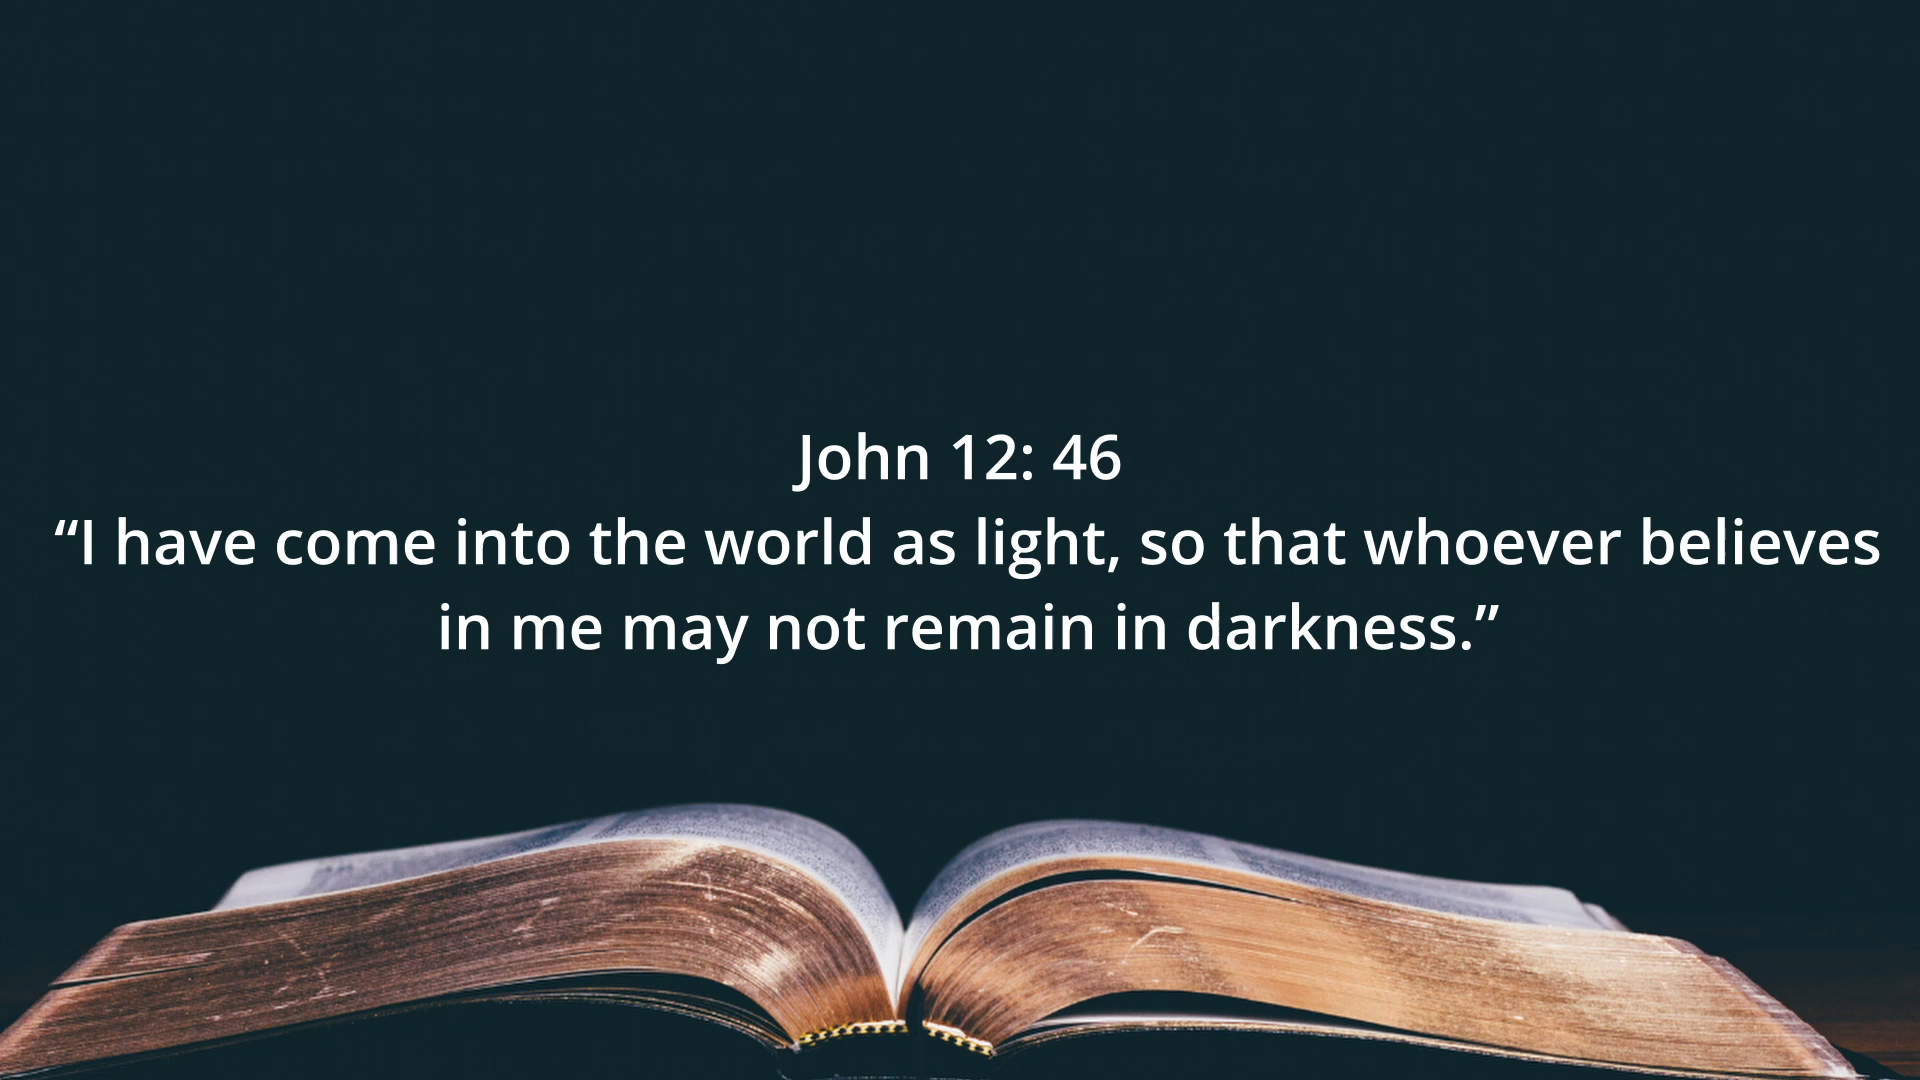 John 12: 46
“I have come into the world as light, so that whoever believes
in me may not remain in darkness.”